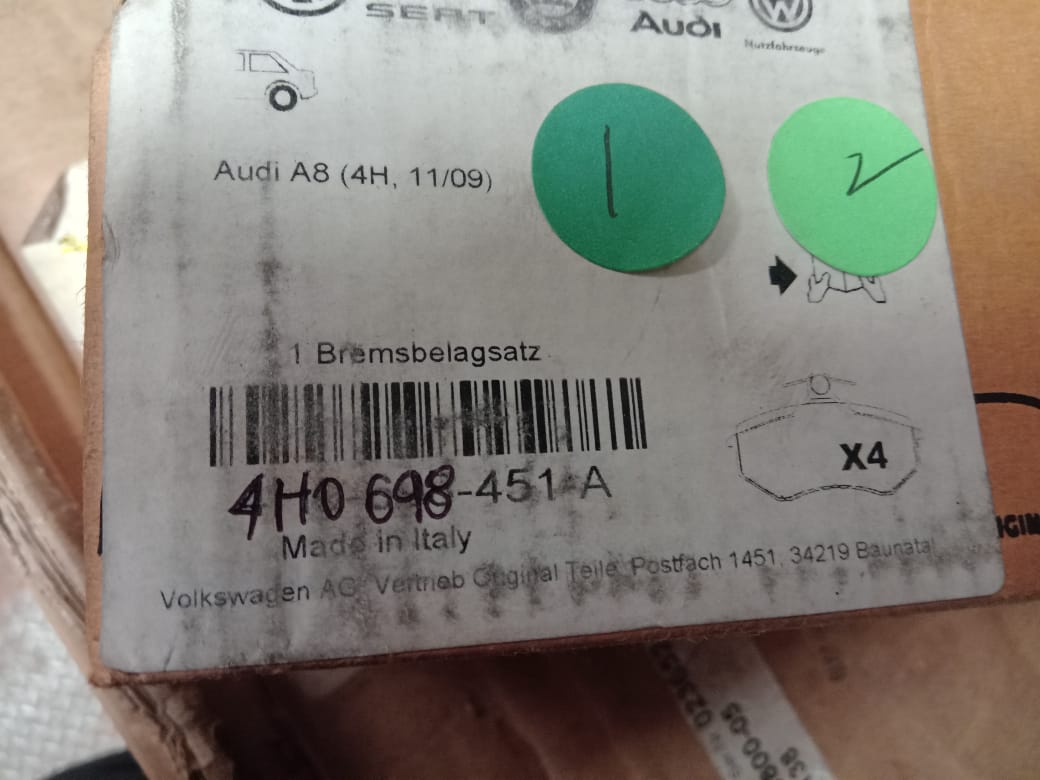 SEAT
Audi
Nutzfahrzeuge
Audi A8 (4H, 11/09)
1
2
1 Bremsbelagsatz
X4
4H0 698-451-A
Made in Italy
Volkswagen AG, Vertrieb Original Teile, Postfach 1451, 34219 Baunatal